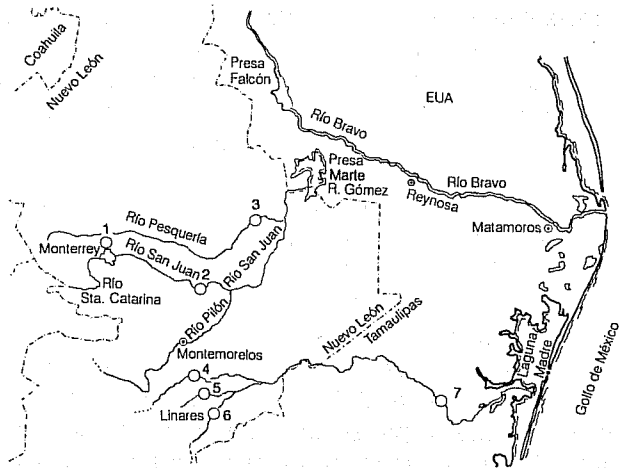 Coahuila
Nuevo León
Presa
Falcón
EUA
Río Bravo
Presa
Marte
R. Gómez
Río Bravo
Reynosa
Matamoros
3
1
Río Pesquería
Monterrey
Río San Juan
2
Río San Juan
Río
Sta. Catarina
Río Pilón
Montemorelos
Nuevo León
Tamaulipas
4
5
Linares
6
7
Laguna
Madre
Golfo de México